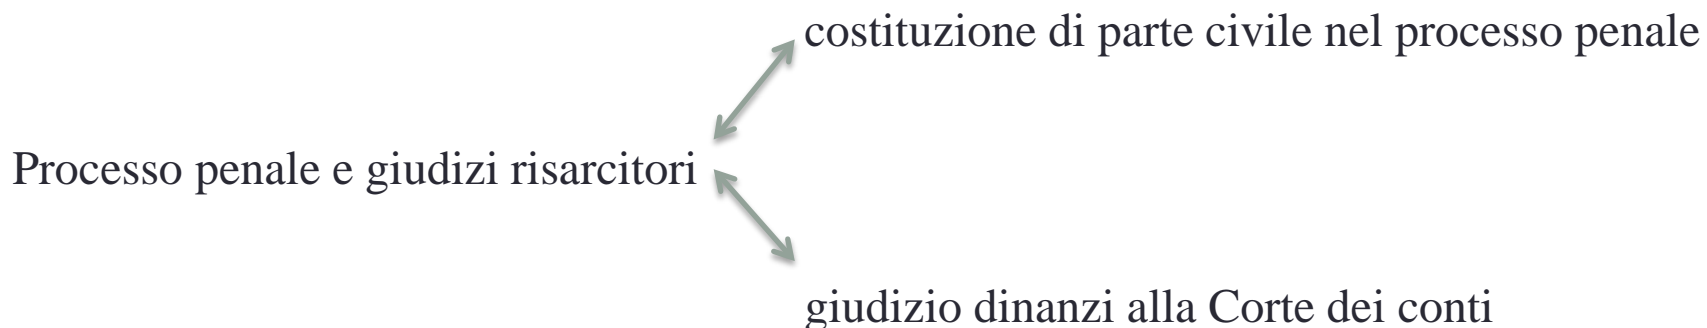 costituzione di parte civile nel processo penale
Processo penale e giudizi risarcitori
giudizio dinanzi alla Corte dei conti